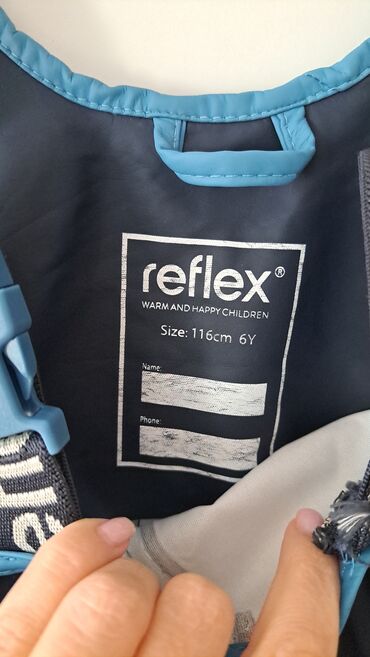 reflex®
WARM AND HAPPY CHILDREN
Size: 116cm 6Y
Name:
Phone: